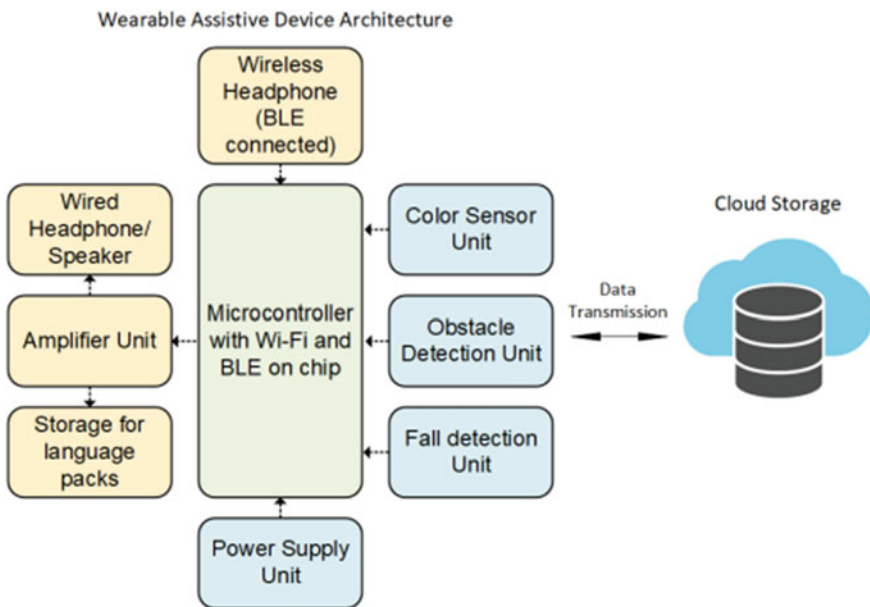 Wearable Assistive Device Architecture
Wireless
Headphone
(BLE
connected)
Wired
Headphone/
Speaker
Amplifier Unit
Storage for
language
packs
Microcontroller
with Wi-Fi and
BLE on chip
Power Supply
Unit
Color Sensor
Unit
Obstacle
Detection Unit
Fall detection
Unit
Data
Transmission
Cloud Storage